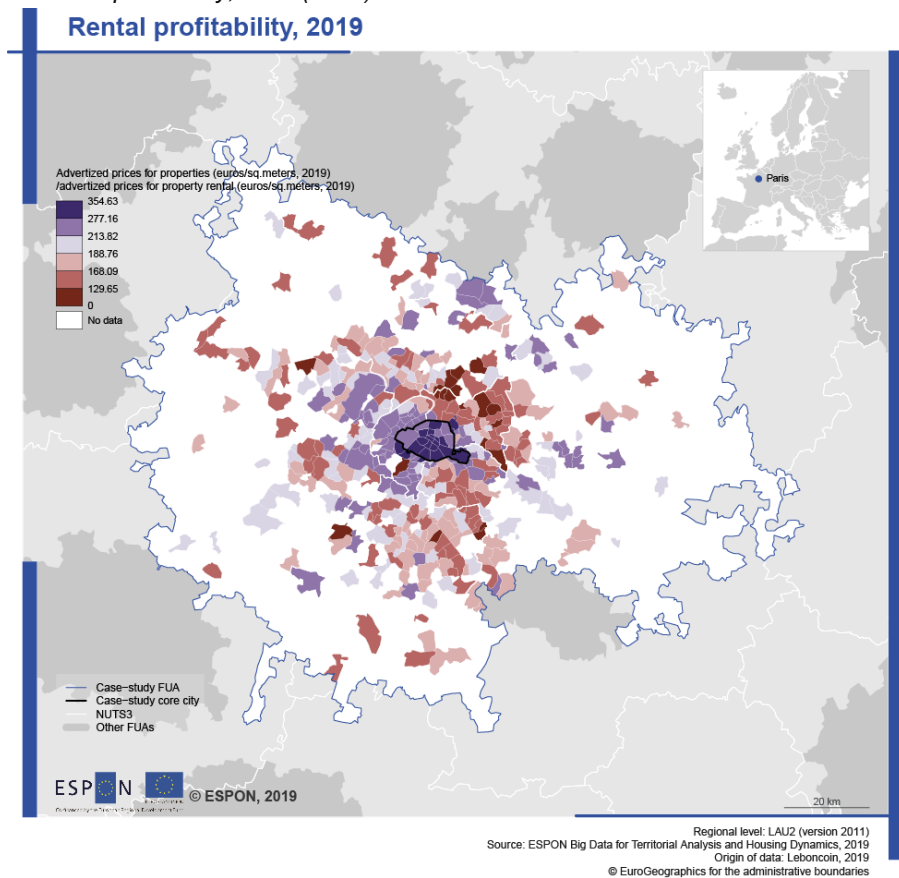 Rental profitability, 2019
Advertized prices for properties (euros/sq.meters, 2019)
/advertized prices for property rental (euros/sq.meters, 2019)
354.63
277.16
213.82
188.76
168.09
129.65
0
No data
Paris
Case-study FUA
Case-study core city
NUTS3
Other FUAs
ESPON
© ESPON, 2019
20 km
Regional level: LAU2 (version 2011)
Source: ESPON Big Data for Territorial Analysis and Housing Dynamics, 2019
Origin of data: Leboncoin, 2019
© EuroGeographics for the administrative boundaries